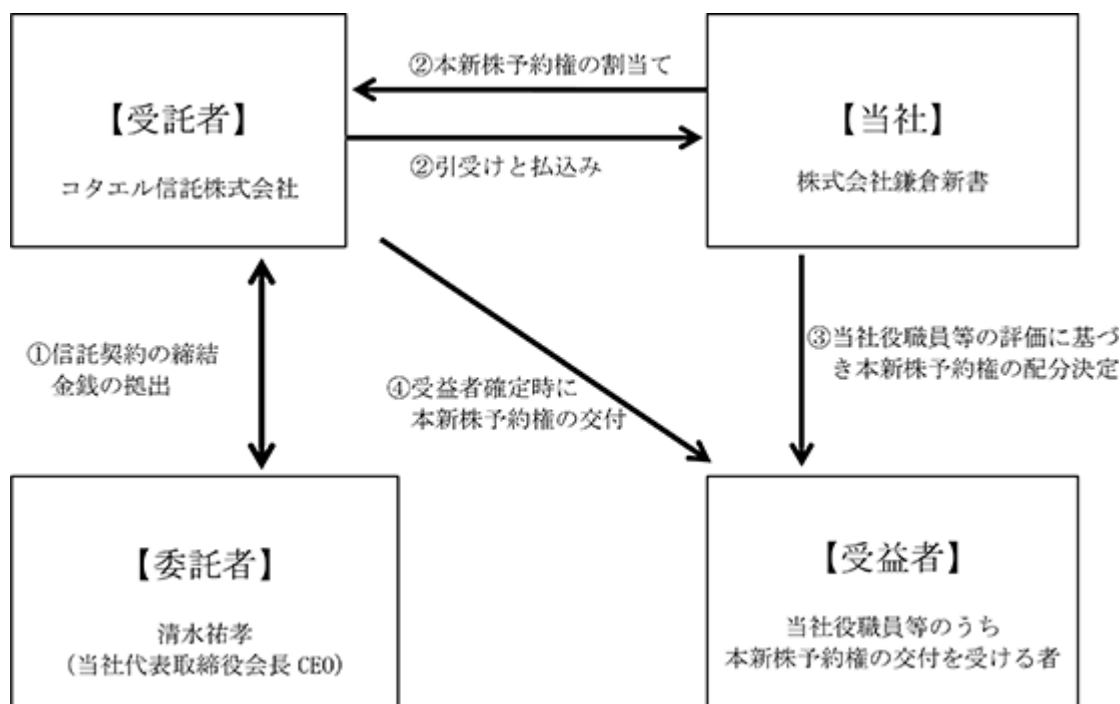 ②本新株予約権の割当て
【受託者】
コタエル信託株式会社
【当社】
株式会社鎌倉新書
②引受けと払込み
①信託契約の締結
金銭の拠出
③当社役職員等の評価に基づ
き本新株予約権の配分決定
④受益者確定時に
本新株予約権の交付
【委託者】
清水祐孝
(当社代表取締役会長 CEO)
【受益者】
当社役職員等のうち
本新株予約権の交付を受ける者